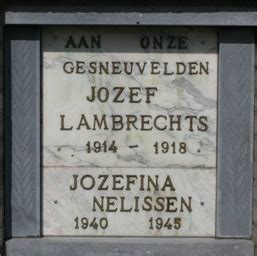 AAN ONZE
GESNEUVELDEN
JOZEF
LAMBRECHTS
1914 - 1918
JOZEFINA
NELISSEN
1940 1945